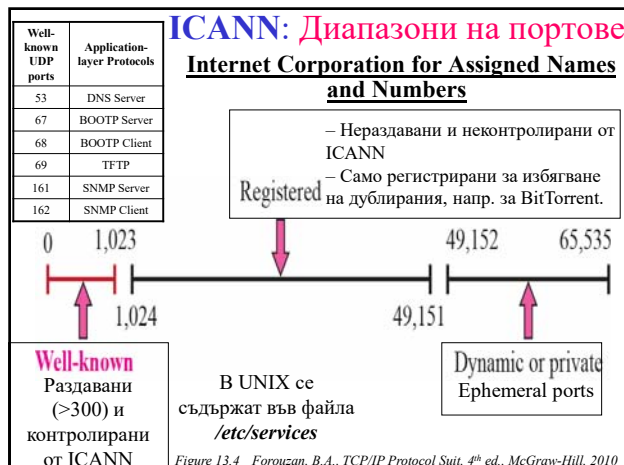 ICANN: Диапазони на портове
Internet Corporation for Assigned Names
and Numbers
Well-known UDP ports Application-layer Protocols
53 DNS Server
67 BOOTP Server
68 BOOTP Client
69 TFTP
161 SNMP Server
162 SNMP Client
– Нераздавани и неконтролирани от
ICANN
– Само регистрирани за избягване
на дублирания, напр. за BitTorrent.
Registered
0 1,023 49,152 65,535
1,024 49,151
Well-known
Раздавани
(>300) и
контролирани
от ICANN
В UNIX се
съдържат във файла
/etc/services
Dynamic or private
Ephemeral ports
Figure 13.4 Forouzan, B.A., TCP/IP Protocol Suit, 4th ed., McGraw-Hill, 2010